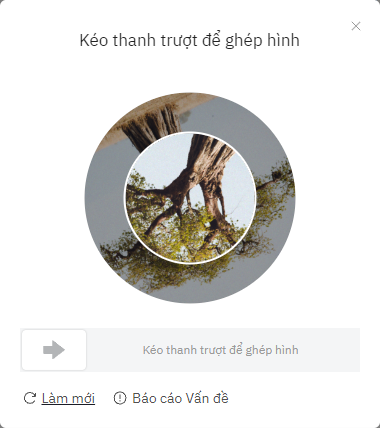 Kéo thanh trượt để ghép hình
Kéo thanh trượt để ghép hình
Làm mới Báo cáo Vấn đề